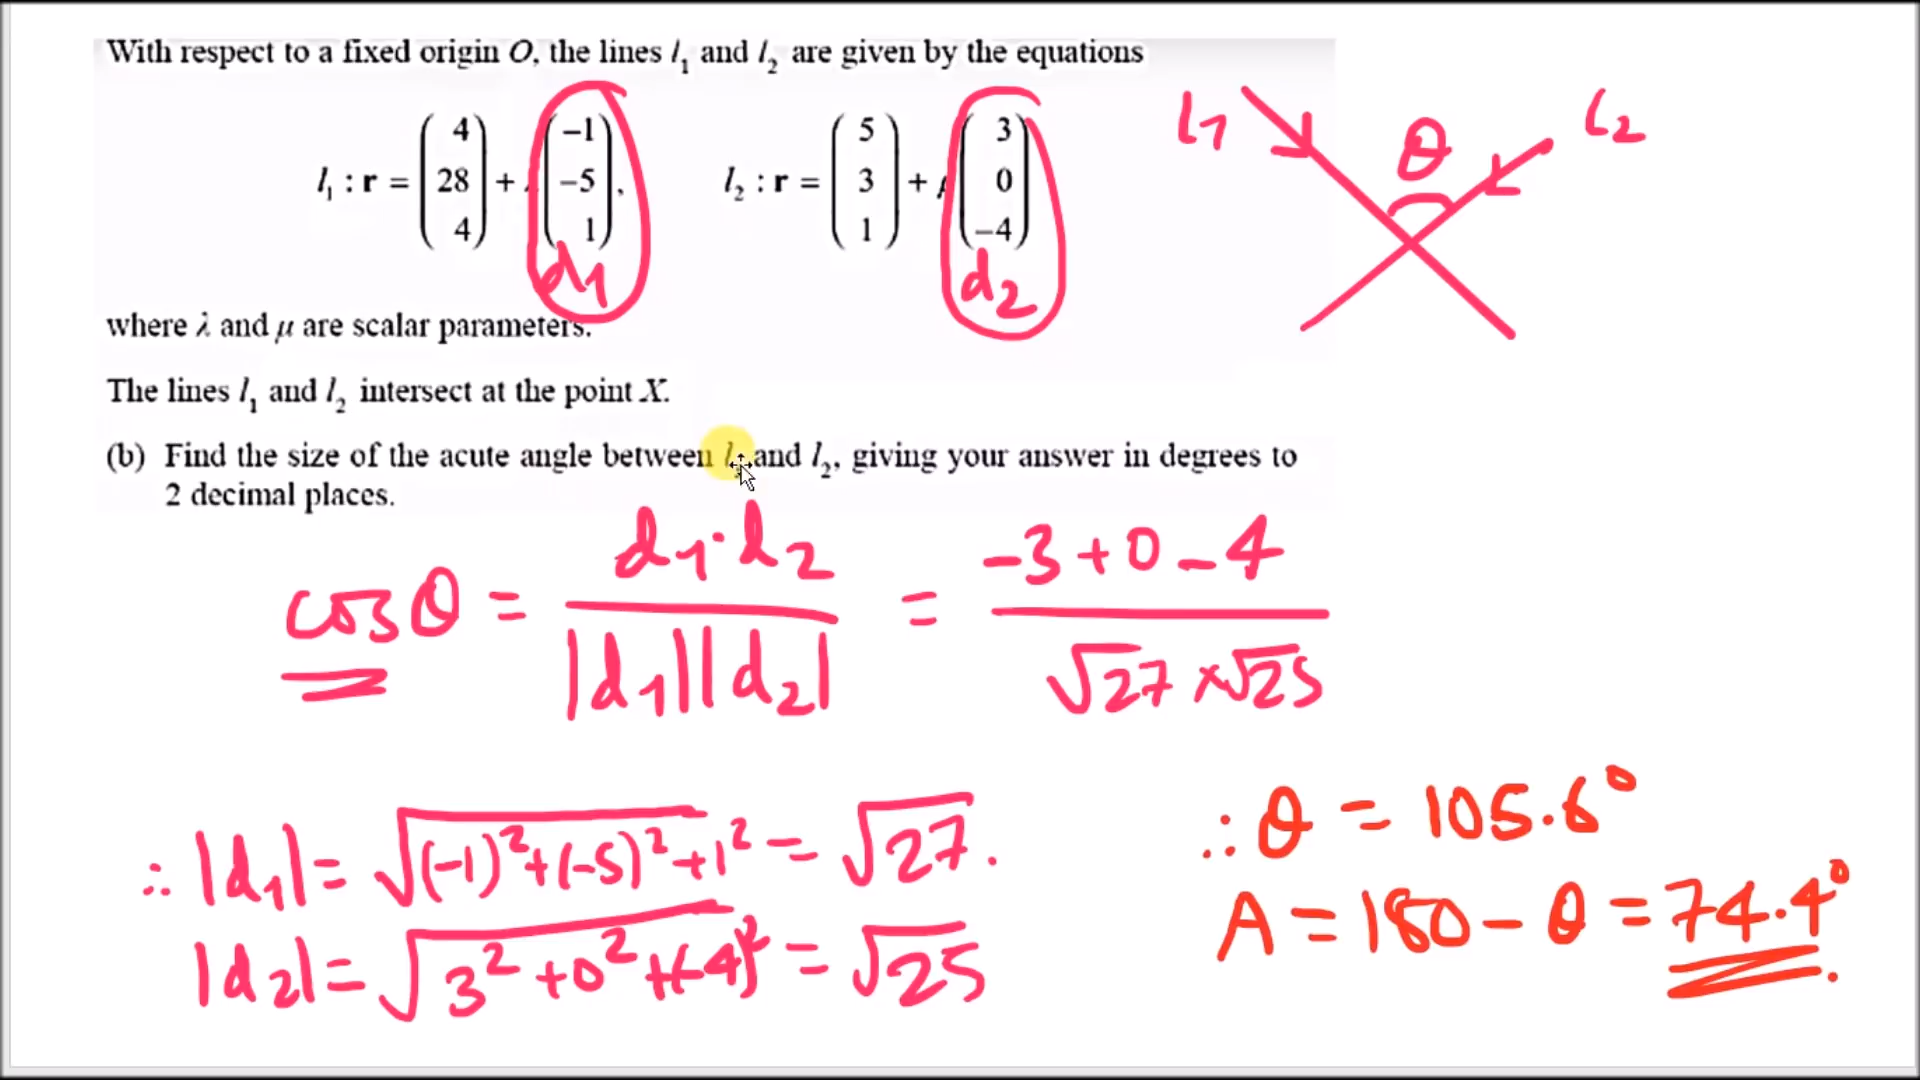 With respect to a fixed origin O, the lines l₁ and l₂ are given by the equations
l₁ : r = (4 28 4) + (−1 −5 1), l₂ : r = (5 3 1) + (3 0 −4)
d₁ d₂
l₁ θ l₂
where λ and μ are scalar parameters.
The lines l₁ and l₂ intersect at the point X.
(b) Find the size of the acute angle between l₁ and l₂, giving your answer in degrees to
2 decimal places.
cosθ = d₁·d₂ / |d₁||d₂| = −3+0−4 / √27 × √25
∴ |d₁| = √(−1)²+(−5)²+1² = √27.
|d₂| = √3²+0²+(−4)² = √25
∴ θ = 105.6°
A = 180 − θ = 74.4°.